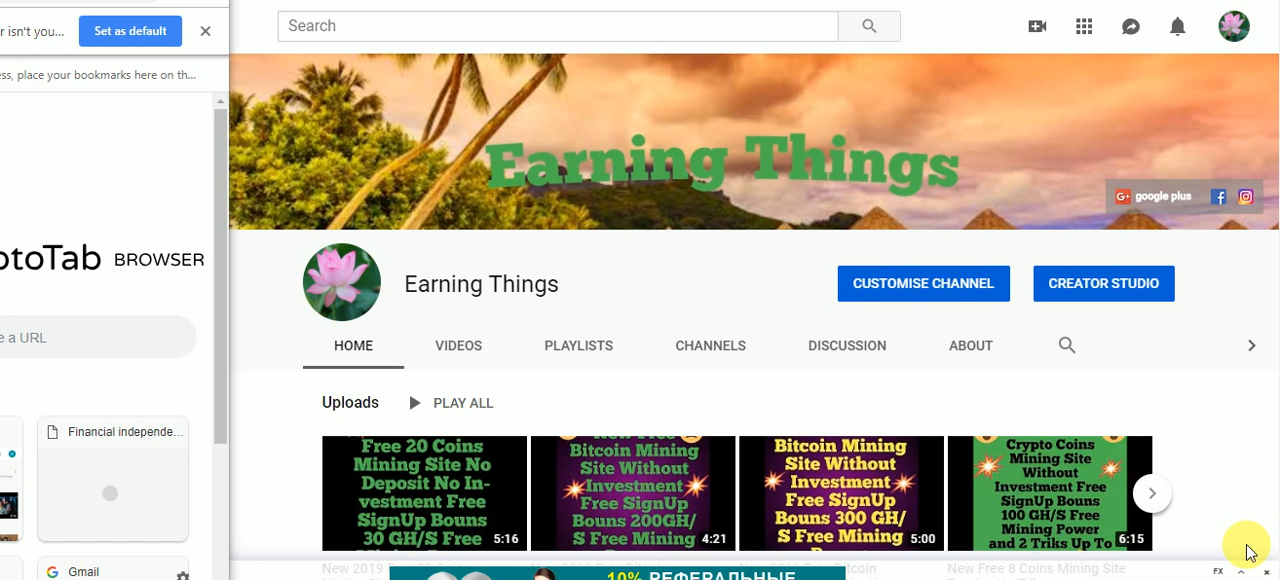 r isn't you...
Set as default
ess, place your bookmarks here on th...
otoTab BROWSER
e a URL
Financial independe...
Gmail
Search
Earning Things
google plus
Earning Things
CUSTOMISE CHANNEL
CREATOR STUDIO
HOME
VIDEOS
PLAYLISTS
CHANNELS
DISCUSSION
ABOUT
Uploads
PLAY ALL
Free 20 Coins
Mining Site No
Deposit No In-
vestment Free
SignUp Bouns
30 GH/S Free
5:16
New Free
Bitcoin Mining
Site Without
Investment
Free SignUp
Bouns 200GH/
S Free Mining
4:21
Bitcoin Mining
Site Without
Investment
Free SignUp
Bouns 300 GH/
S Free Mining
5:00
Crypto Coins
Mining Site
Without
Investment Free
SignUp Bouns
100 GH/S Free
Mining Power
and 2 Triks Up To
6:15
New Free 8 Coins Mining Site
10% РЕФЕРАЛЬНЫЕ
FX